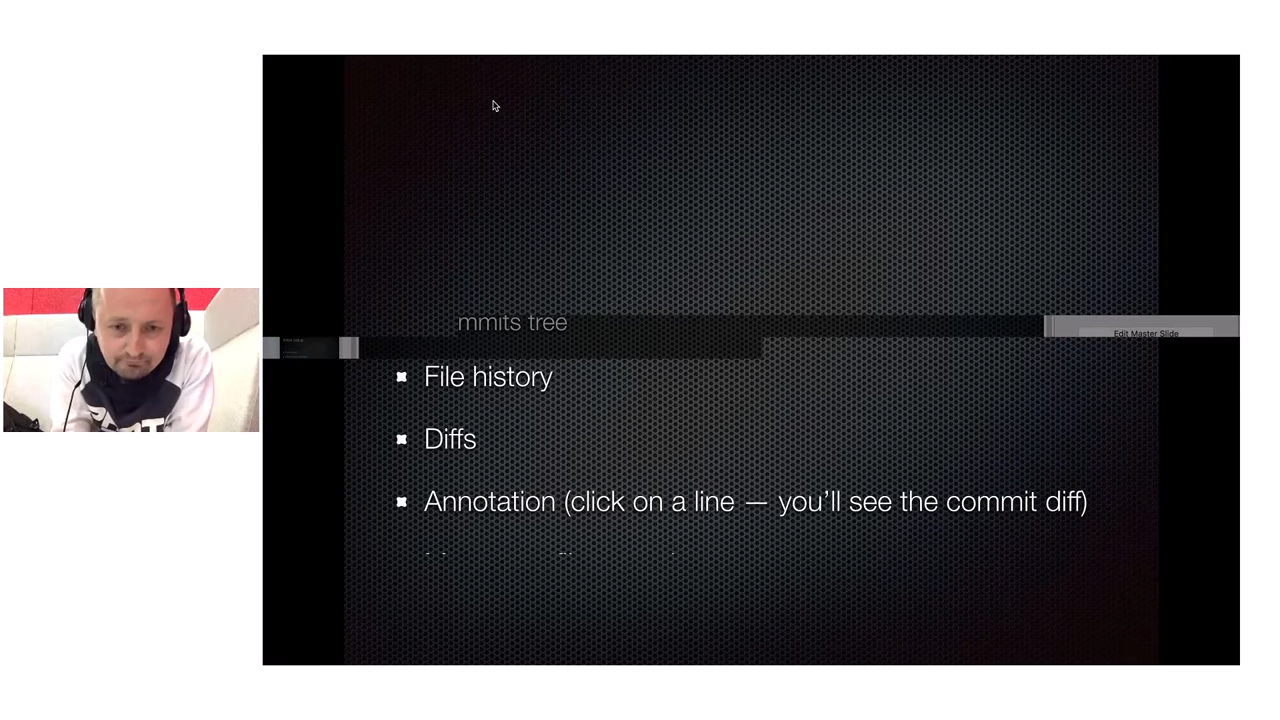 mmits tree
Edit Master Slide
File history
Diffs
Annotation (click on a line — you'll see the commit diff)